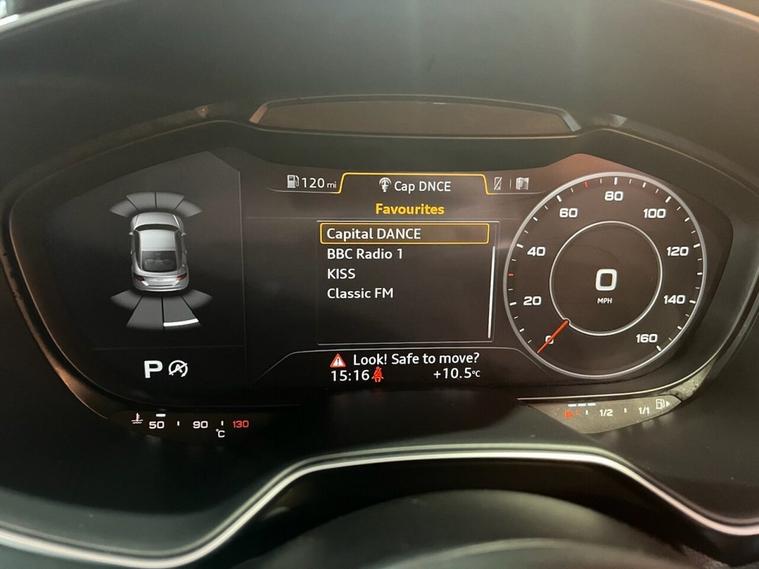 120 mi
Cap DNCE
Favourites
Capital DANCE
BBC Radio 1
KISS
Classic FM
Look! Safe to move?
15:16
+10.5°C
P A
50 90 130
°C
0 20 40 60 80 100 120 140 160
0
MPH
1/2 1/1